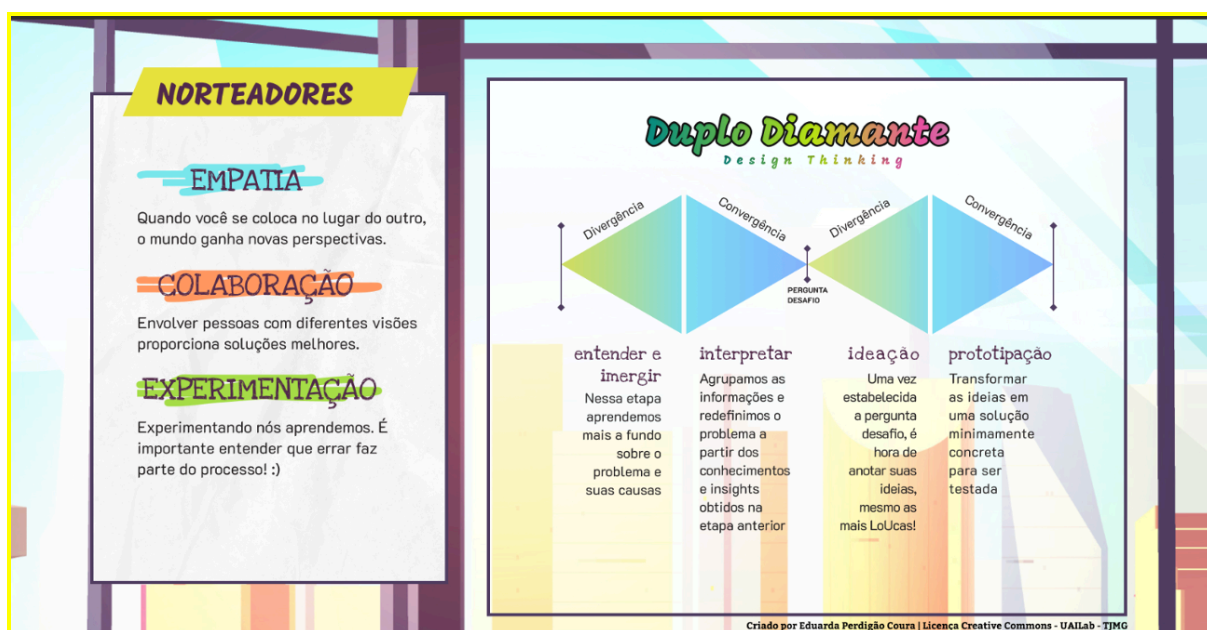 NORTEADORES
EMPATIA
Quando você se coloca no lugar do outro,
o mundo ganha novas perspectivas.
COLABORAÇÃO
Envolver pessoas com diferentes visões
proporciona soluções melhores.
EXPERIMENTAÇÃO
Experimentando nós aprendemos. É
importante entender que errar faz
parte do processo! :)
Duplo Diamante
Design Thinking
Divergência
Convergência
Divergência
Convergência
PERGUNTA
DESAFIO
entender e
imergir
Nessa etapa
aprendemos
mais a fundo
sobre o
problema e
suas causas
interpretar
Agrupamos as
informações e
redefinimos o
problema a
partir dos
conhecimentos
e insights
obtidos na
etapa anterior
ideação
Uma vez
estabelecida
a pergunta
desafio, é
hora de
anotar suas
ideias,
mesmo as
mais LoUcas!
prototipação
Transformar
as ideias em
uma solução
minimamente
concreta
para ser
testada
Criado por Eduarda Perdigão Coura | Licença Creative Commons - UAILab - TJMG